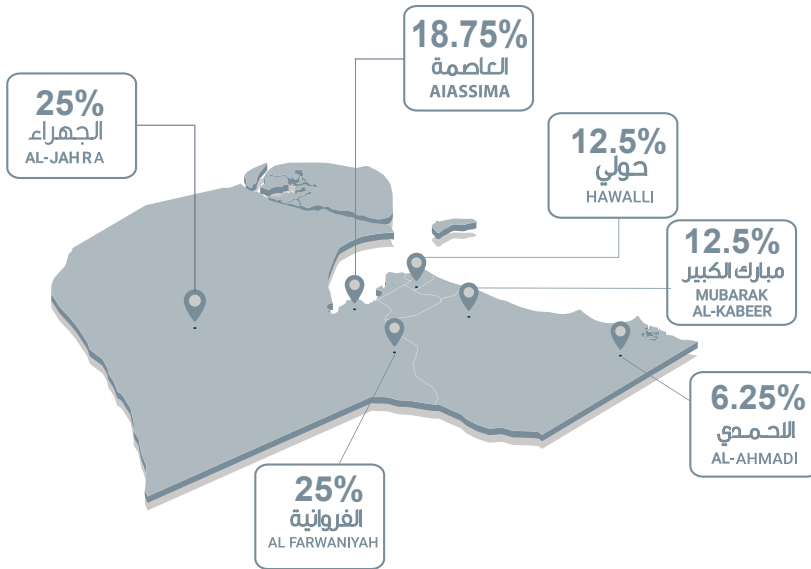 18.75%
العاصمة
AlASSIMA
25%
الجهراء
AL-JAHRA
12.5%
حولي
HAWALLI
12.5%
مبارك الكبير
MUBARAK
AL-KABEER
6.25%
الاحمدي
AL-AHMADI
25%
الفروانية
AL FARWANIYAH